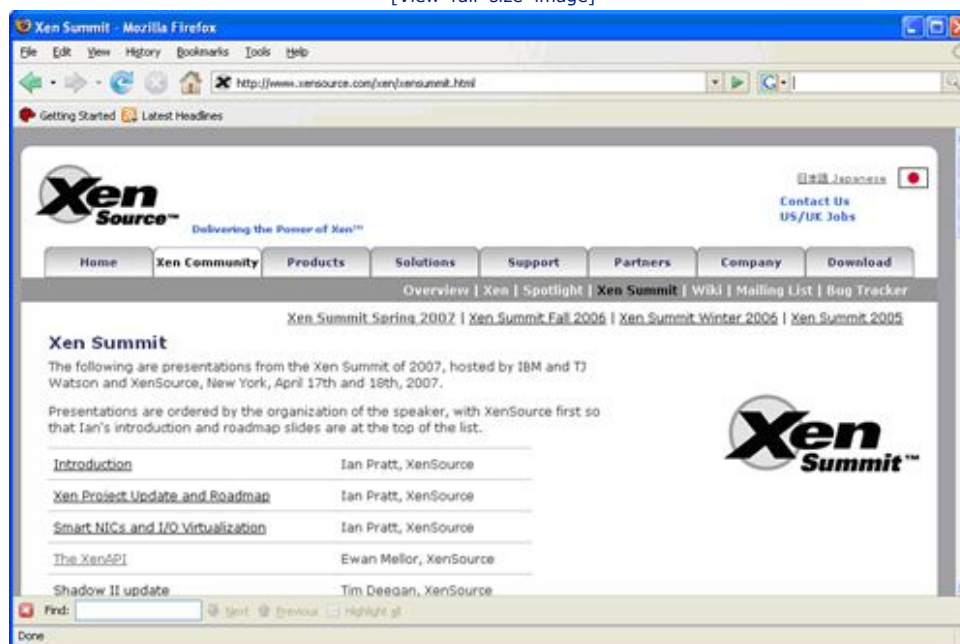 [View full size image]
Xen Summit - Mozilla Firefox
File Edit View History Bookmarks Tools Help
http://www.xensource.com/xen/xensummit.html
G
Getting Started Latest Headlines
Xen
Source™
Delivering the Power of Xen™
日本語 Japanese
Contact Us
US/UK Jobs
Home Xen Community Products Solutions Support Partners Company Download
Overview | Xen | Spotlight | Xen Summit | Wiki | Mailing List | Bug Tracker
Xen Summit Spring 2007 | Xen Summit Fall 2006 | Xen Summit Winter 2006 | Xen Summit 2005
Xen Summit
The following are presentations from the Xen Summit of 2007, hosted by IBM and TJ
Watson and XenSource, New York, April 17th and 18th, 2007.
Presentations are ordered by the organization of the speaker, with XenSource first so
that Ian's introduction and roadmap slides are at the top of the list.
Xen
Summit™
Introduction Ian Pratt, XenSource
Xen Project Update and Roadmap Ian Pratt, XenSource
Smart NICs and I/O Virtualization Ian Pratt, XenSource
The XenAPI Ewan Mellor, XenSource
Shadow II update Tim Deegan, XenSource
Find: Next Previous Highlight all
Done